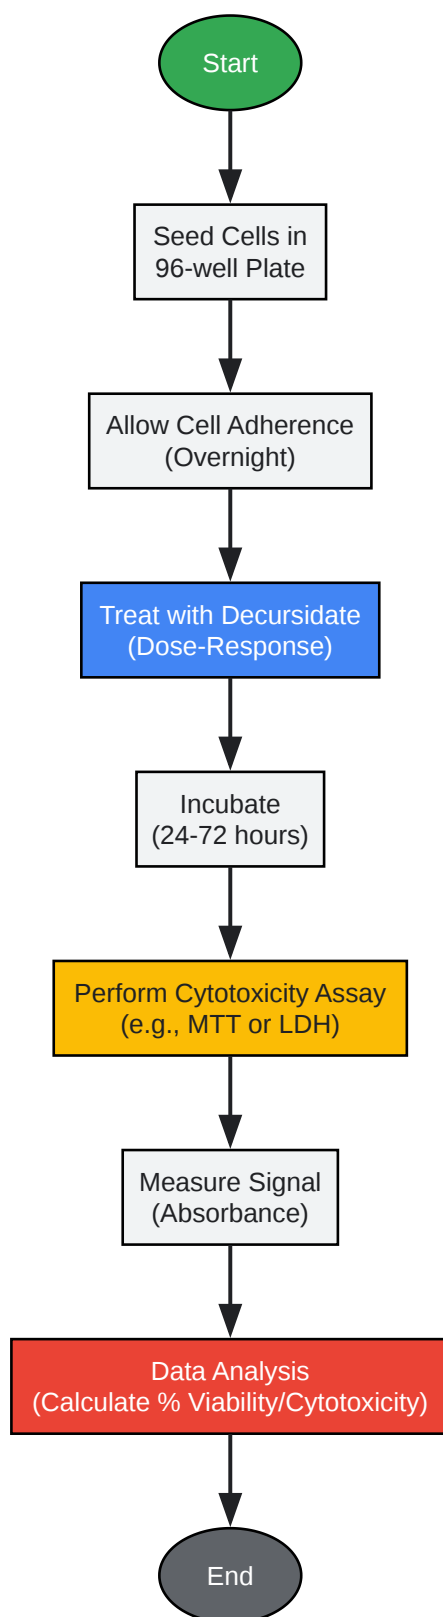 Start
Seed Cells in
96-well Plate
Allow Cell Adherence
(Overnight)
Treat with Decursidate
(Dose-Response)
Incubate
(24-72 hours)
Perform Cytotoxicity Assay
(e.g., MTT or LDH)
Measure Signal
(Absorbance)
Data Analysis
(Calculate % Viability/Cytotoxicity)
End